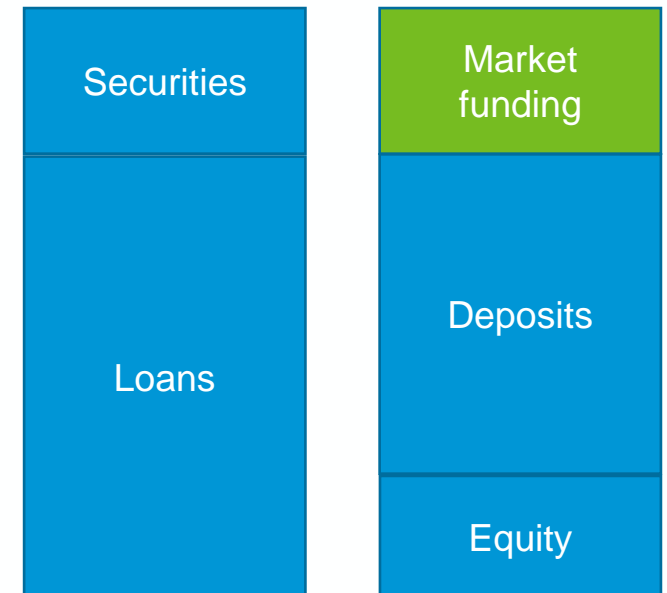 Securities
Loans
Market
funding
Deposits
Equity